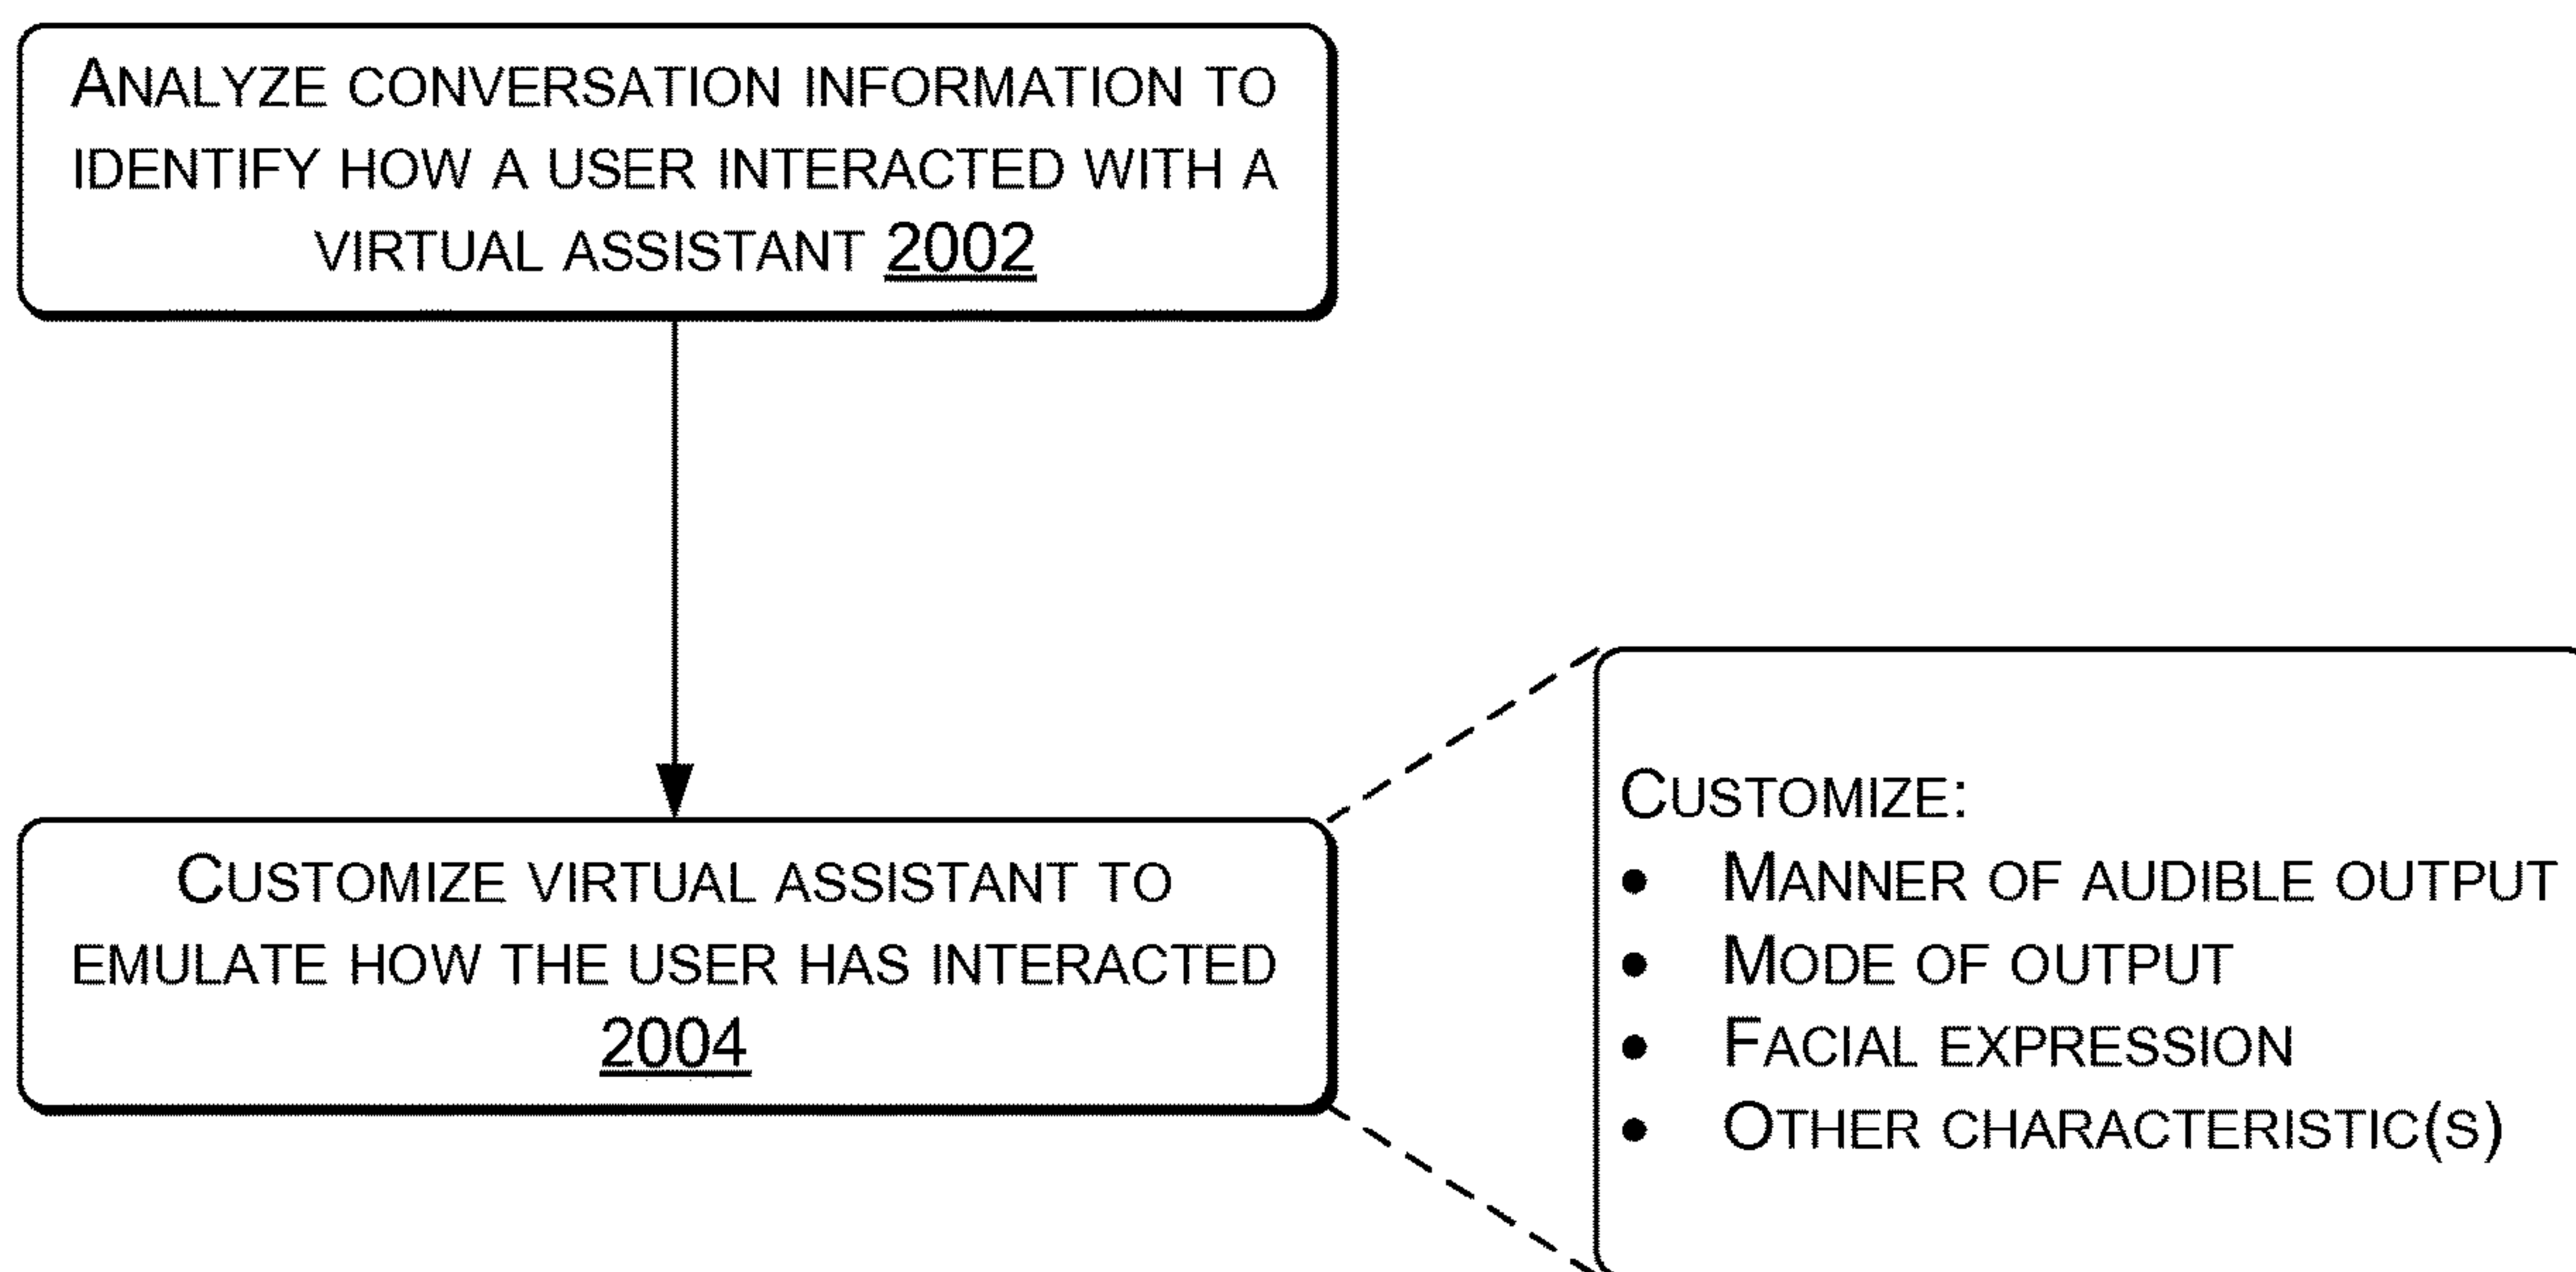 ANALYZE CONVERSATION INFORMATION TO
IDENTIFY HOW A USER INTERACTED WITH A
VIRTUAL ASSISTANT 2002
CUSTOMIZE VIRTUAL ASSISTANT TO
EMULATE HOW THE USER HAS INTERACTED
2004
CUSTOMIZE:
• MANNER OF AUDIBLE OUTPUT
• MODE OF OUTPUT
• FACIAL EXPRESSION
• OTHER CHARACTERISTIC(S)